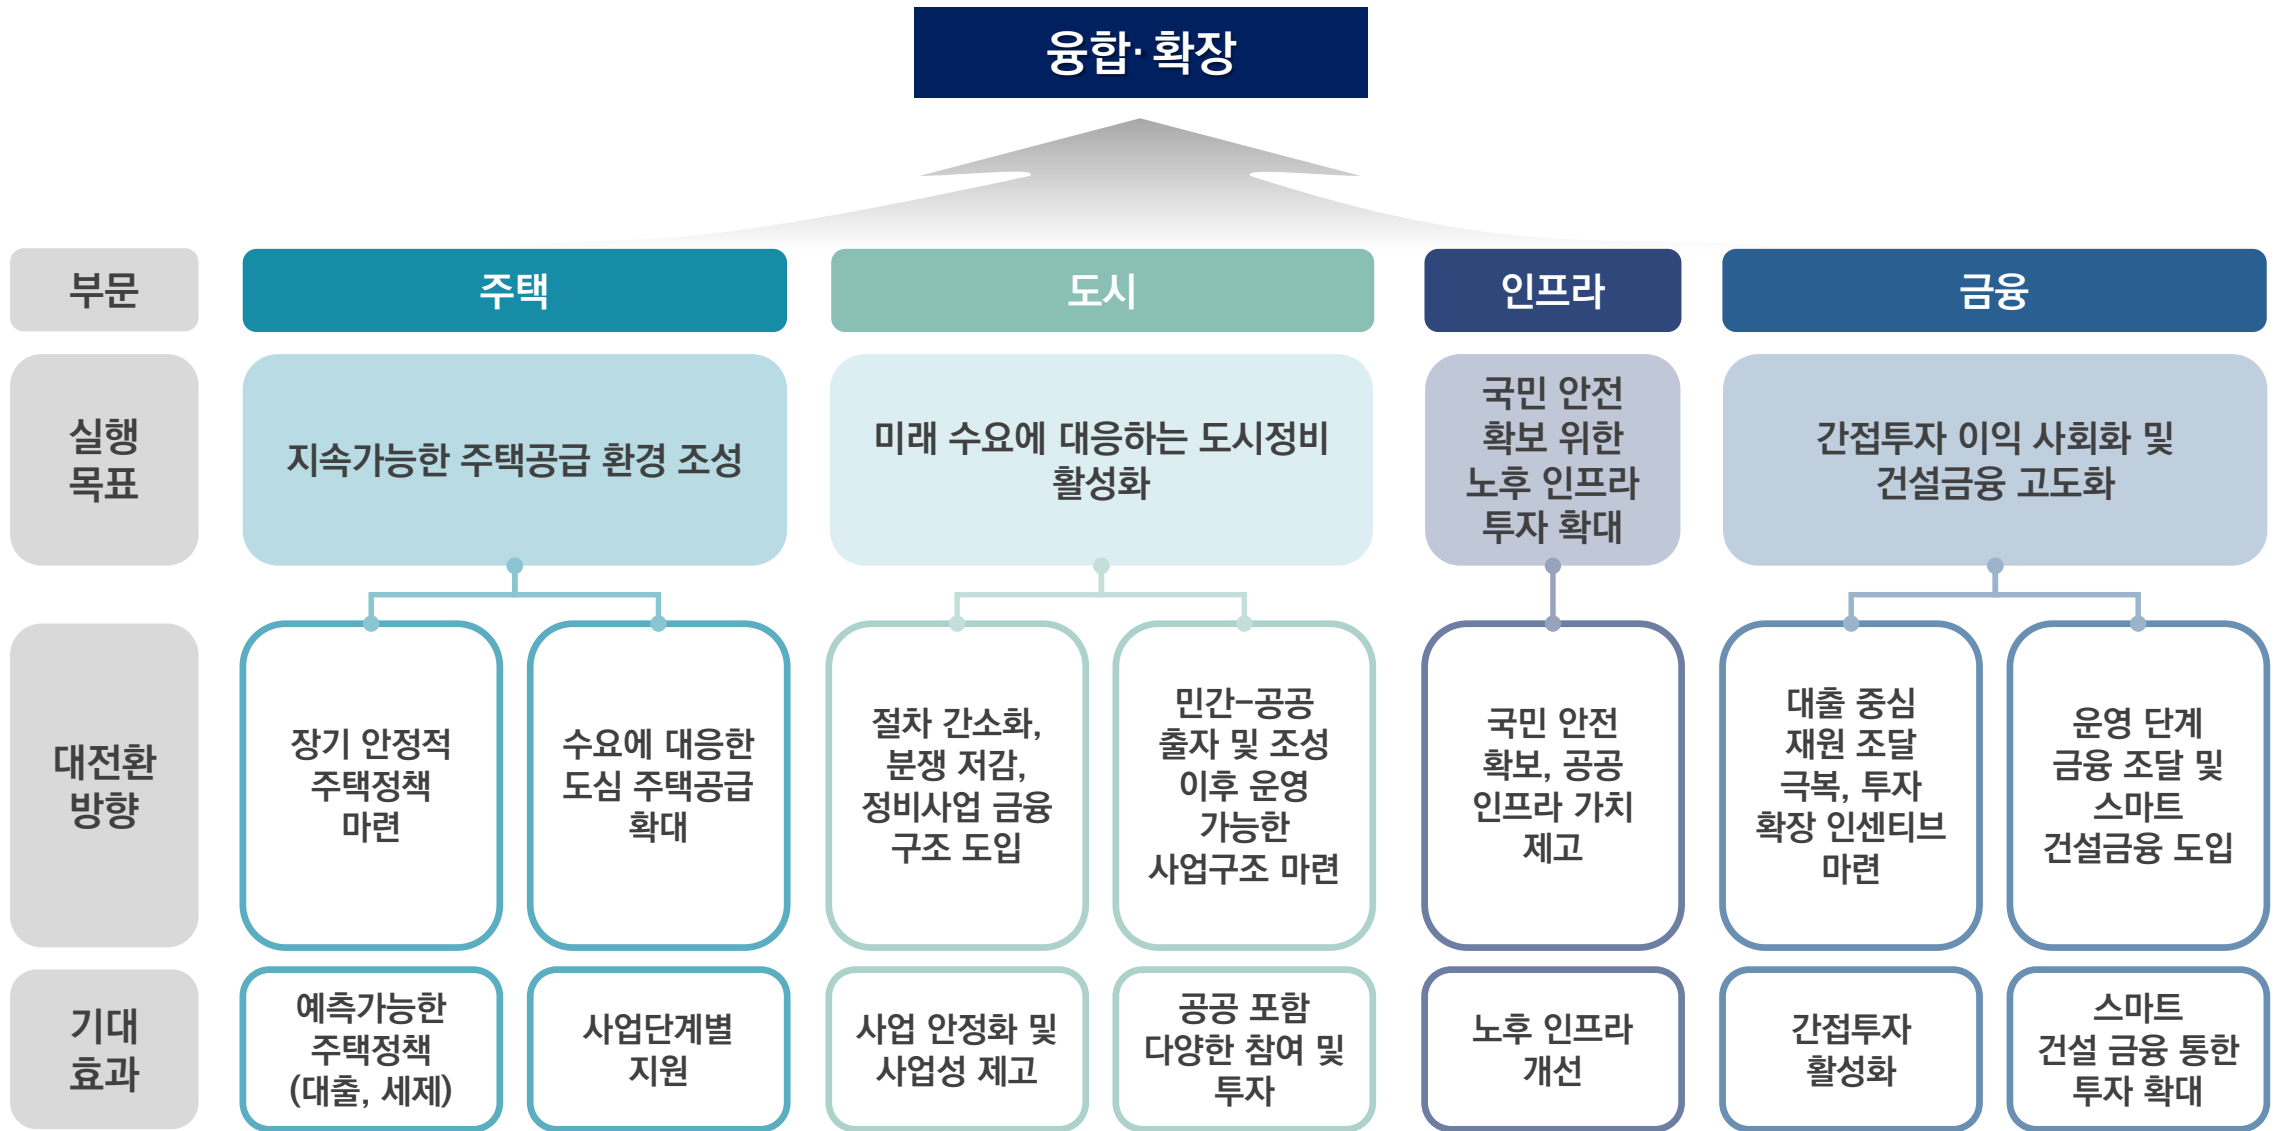 융합·확장
부문
주택
도시
인프라
금융
실행
목표
지속가능한 주택공급 환경 조성
미래 수요에 대응하는 도시정비
활성화
국민 안전
확보 위한
노후 인프라
투자 확대
간접투자 이익 사회화 및
건설금융 고도화
대전환
방향
장기 안정적
주택정책
마련
수요에 대응한
도심 주택공급
확대
절차 간소화,
분쟁 저감,
정비사업 금융
구조 도입
민간-공공
출자 및 조성
이후 운영
가능한
사업구조 마련
국민 안전
확보, 공공
인프라 가치
제고
대출 중심
재원 조달
극복, 투자
확장 인센티브
마련
운영 단계
금융 조달 및
스마트
건설금융 도입
기대
효과
예측가능한
주택정책
(대출, 세제)
사업단계별
지원
사업 안정화 및
사업성 제고
공공 포함
다양한 참여 및
투자
노후 인프라
개선
간접투자
활성화
스마트
건설 금융 통한
투자 확대